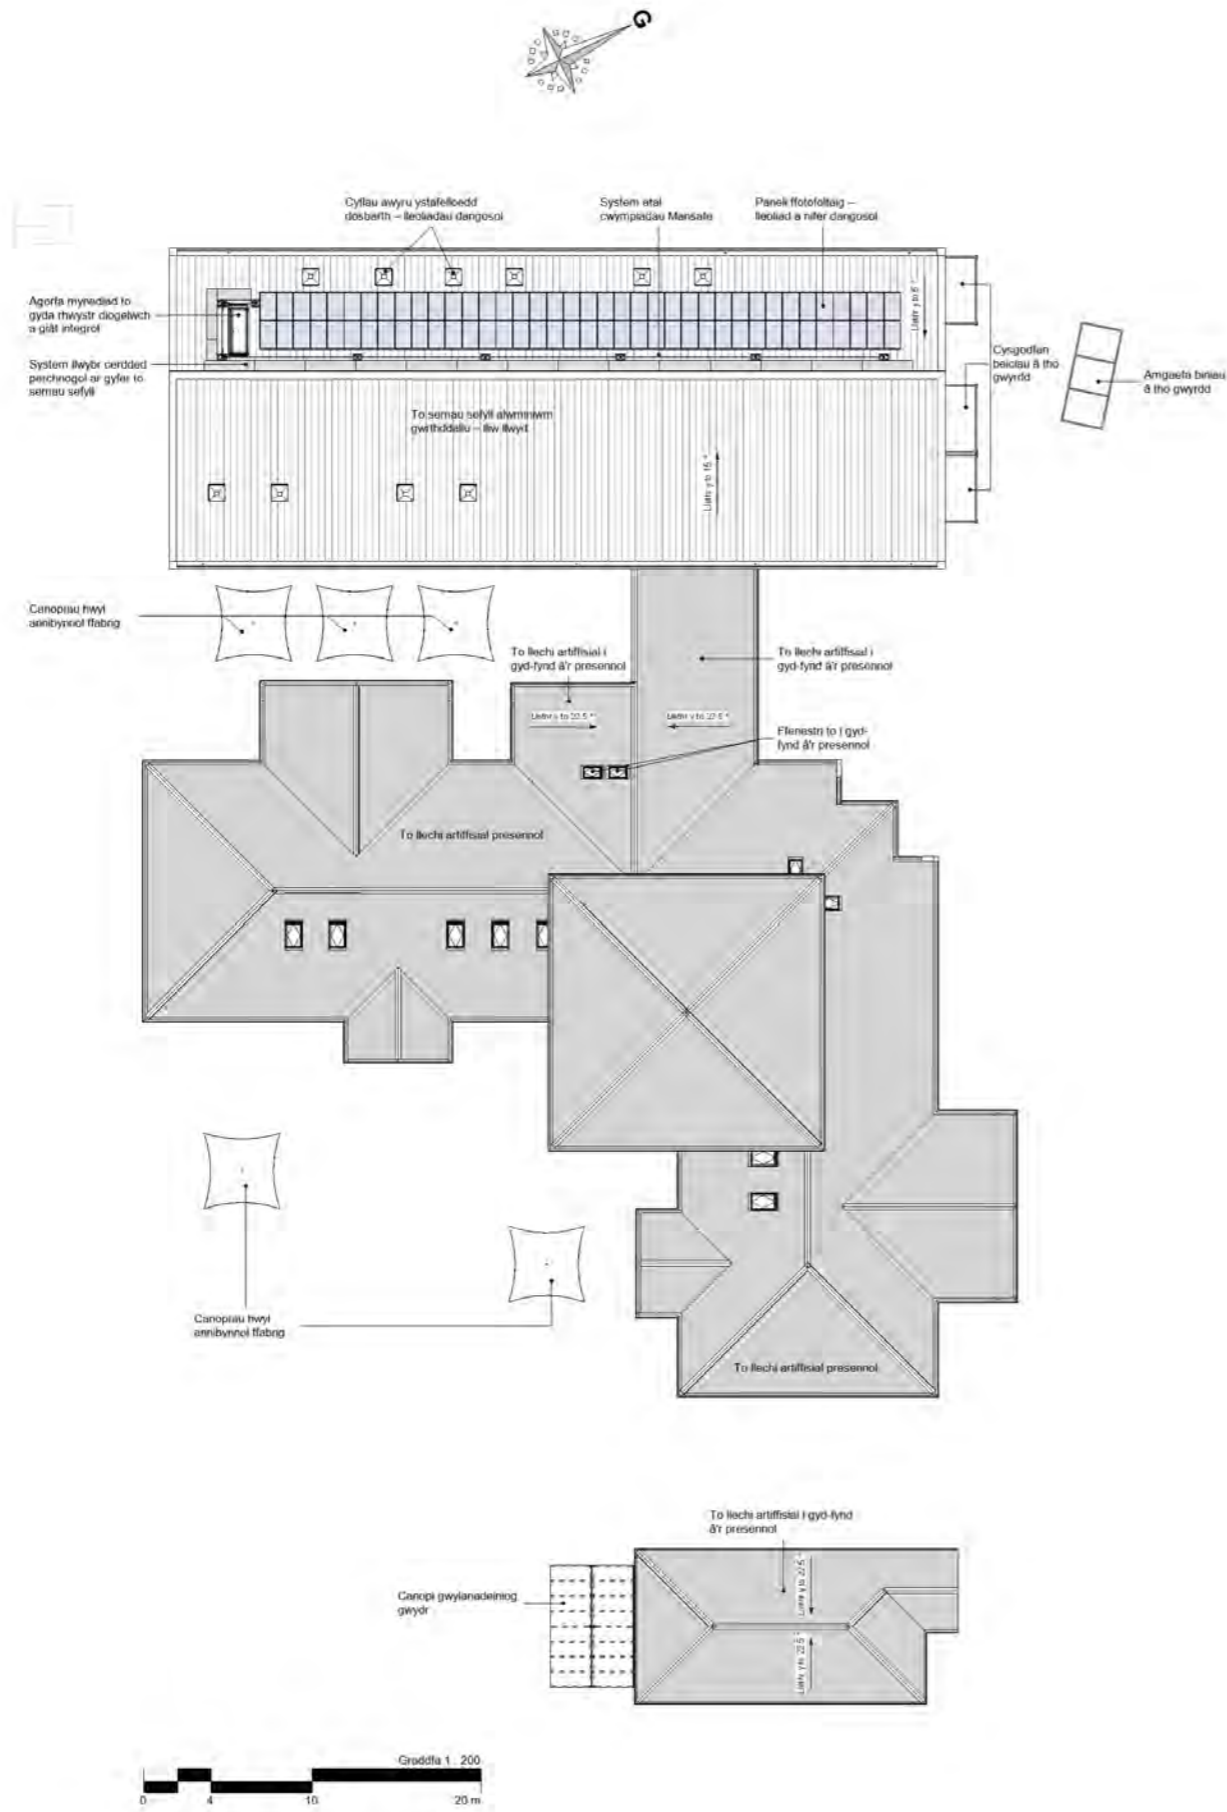 G
Cytlau awyru ystafelloedd
dosbarth – lleoliadau dangosol
System atal
cwympiadau Mansafe
Paneli ffotofoltaig –
lleoliad a nifer dangosol
Agorfa mynediad to
gyda rhwystr diogelwch
a giât integrol
System llwybr cerdded
perchnogol ar gyfer to
semau sefyll
Llethr y to 6 °
Cysgodfan
beiciau â tho
gwyrdd
Amgaefa biniau
â tho gwyrdd
To semau sefyll alwminiwm
gwrthddallu – lliw llwyd
Llethr y to 15 °
Canopïau hwyl
annibynnol ffabrig
To llechi artiffisial i
gyd-fynd â'r presennol
To llechi artiffisial i
gyd-fynd â'r presennol
Llethr y to 22.5 °
Llethr y to 22.5 °
Ffenestri to i gyd-
fynd â'r presennol
To llechi artiffisial presennol
Canopïau hwyl
annibynnol ffabrig
To llechi artiffisial presennol
To llechi artiffisial i gyd-fynd
â'r presennol
Llethr y to 22.5 °
Llethr y to 22.5 °
Canopi gwylanadeiniog
gwydr
Graddfa 1 : 200
0 4 10 20 m